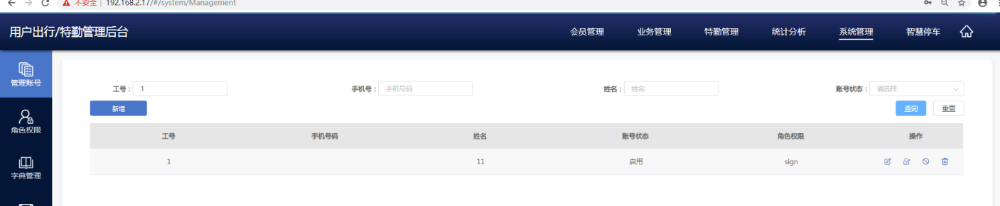 不安全 | 192.168.2.17/#/system/Management
用户出行/特勤管理后台 会员管理 业务管理 特勤管理 统计分析 系统管理 智慧停车
管理账号
角色权限
字典管理
工号： 1 手机号： 手机号码 姓名： 姓名 账号状态： 请选择
新增 查询 重置
工号 手机号码 姓名 账号状态 角色权限 操作
1 11 启用 sign